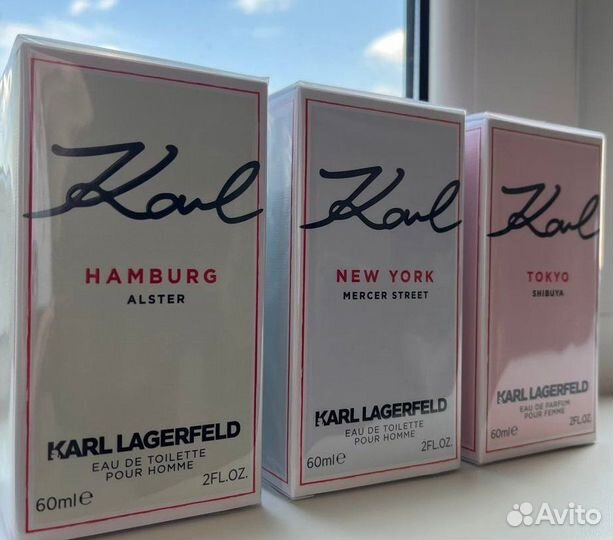 Karl
HAMBURG
ALSTER
KARL LAGERFELD
EAU DE TOILETTE
POUR HOMME
60ml℮
2FL.OZ.
Karl
NEW YORK
MERCER STREET
KARL LAGERFELD
EAU DE TOILETTE
POUR HOMME
60ml℮
2FL.OZ.
Karl
TOKYO
SHIBUYA
KARL LAGERFELD
EAU DE PARFUM
POUR FEMME
60ml℮
2FL.OZ.
Avito